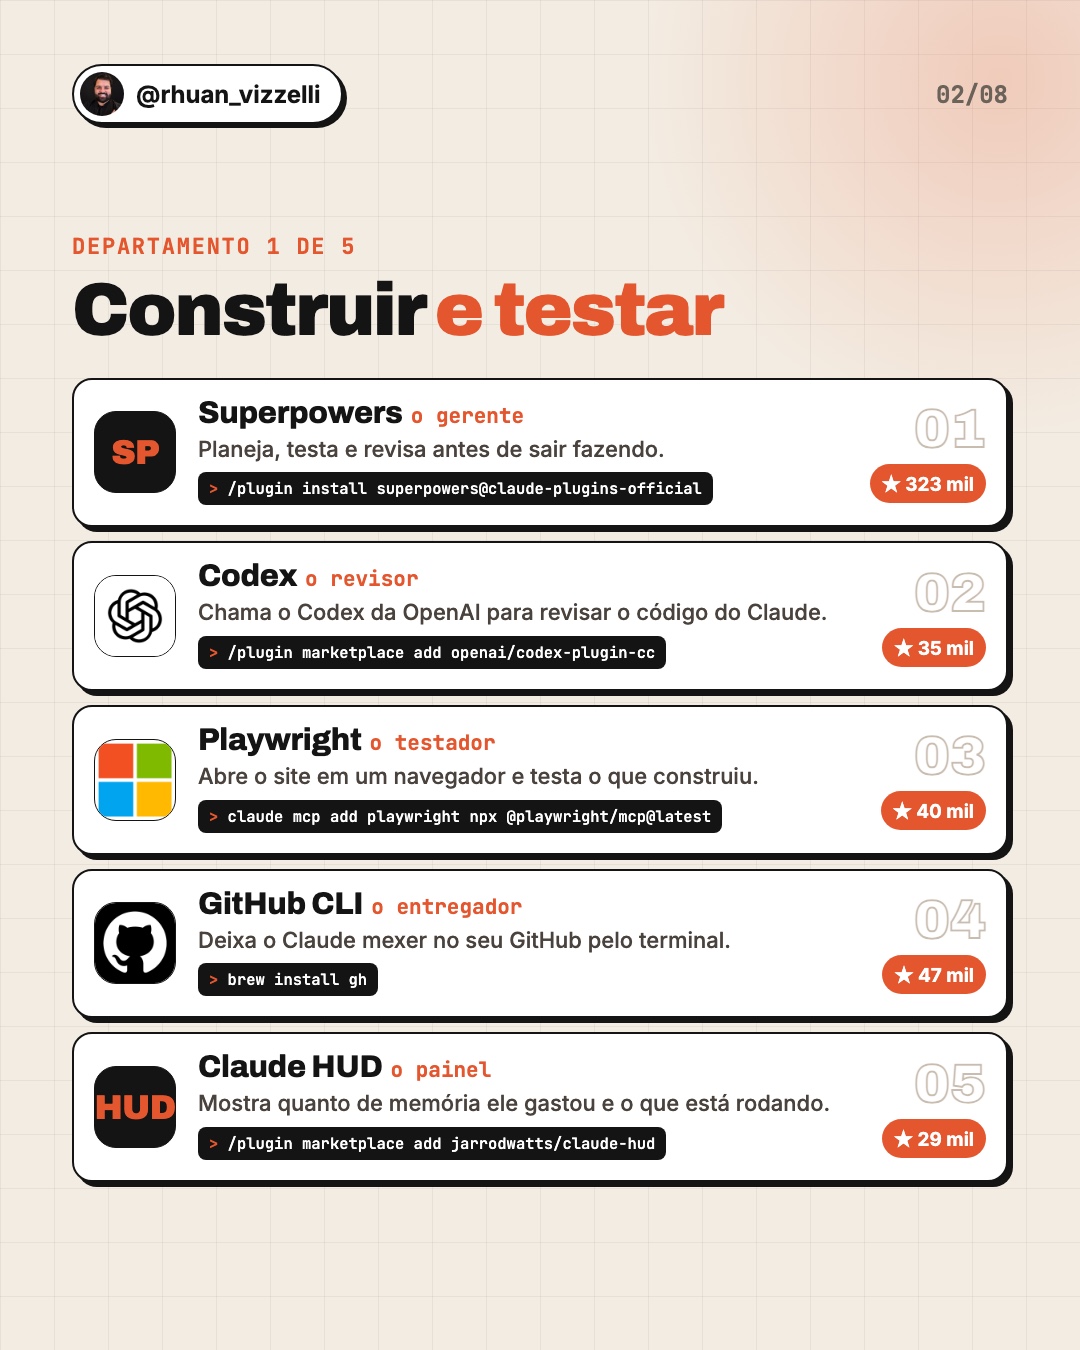 @rhuan_vizzelli
02/08
DEPARTAMENTO 1 DE 5
Construir e testar
SP
Superpowers o gerente
Planeja, testa e revisa antes de sair fazendo.
> /plugin install superpowers@claude-plugins-official
01
★ 323 mil
Codex o revisor
Chama o Codex da OpenAI para revisar o código do Claude.
> /plugin marketplace add openai/codex-plugin-cc
02
★ 35 mil
Playwright o testador
Abre o site em um navegador e testa o que construiu.
> claude mcp add playwright npx @playwright/mcp@latest
03
★ 40 mil
GitHub CLI o entregador
Deixa o Claude mexer no seu GitHub pelo terminal.
> brew install gh
04
★ 47 mil
HUD
Claude HUD o painel
Mostra quanto de memória ele gastou e o que está rodando.
> /plugin marketplace add jarrodwatts/claude-hud
05
★ 29 mil